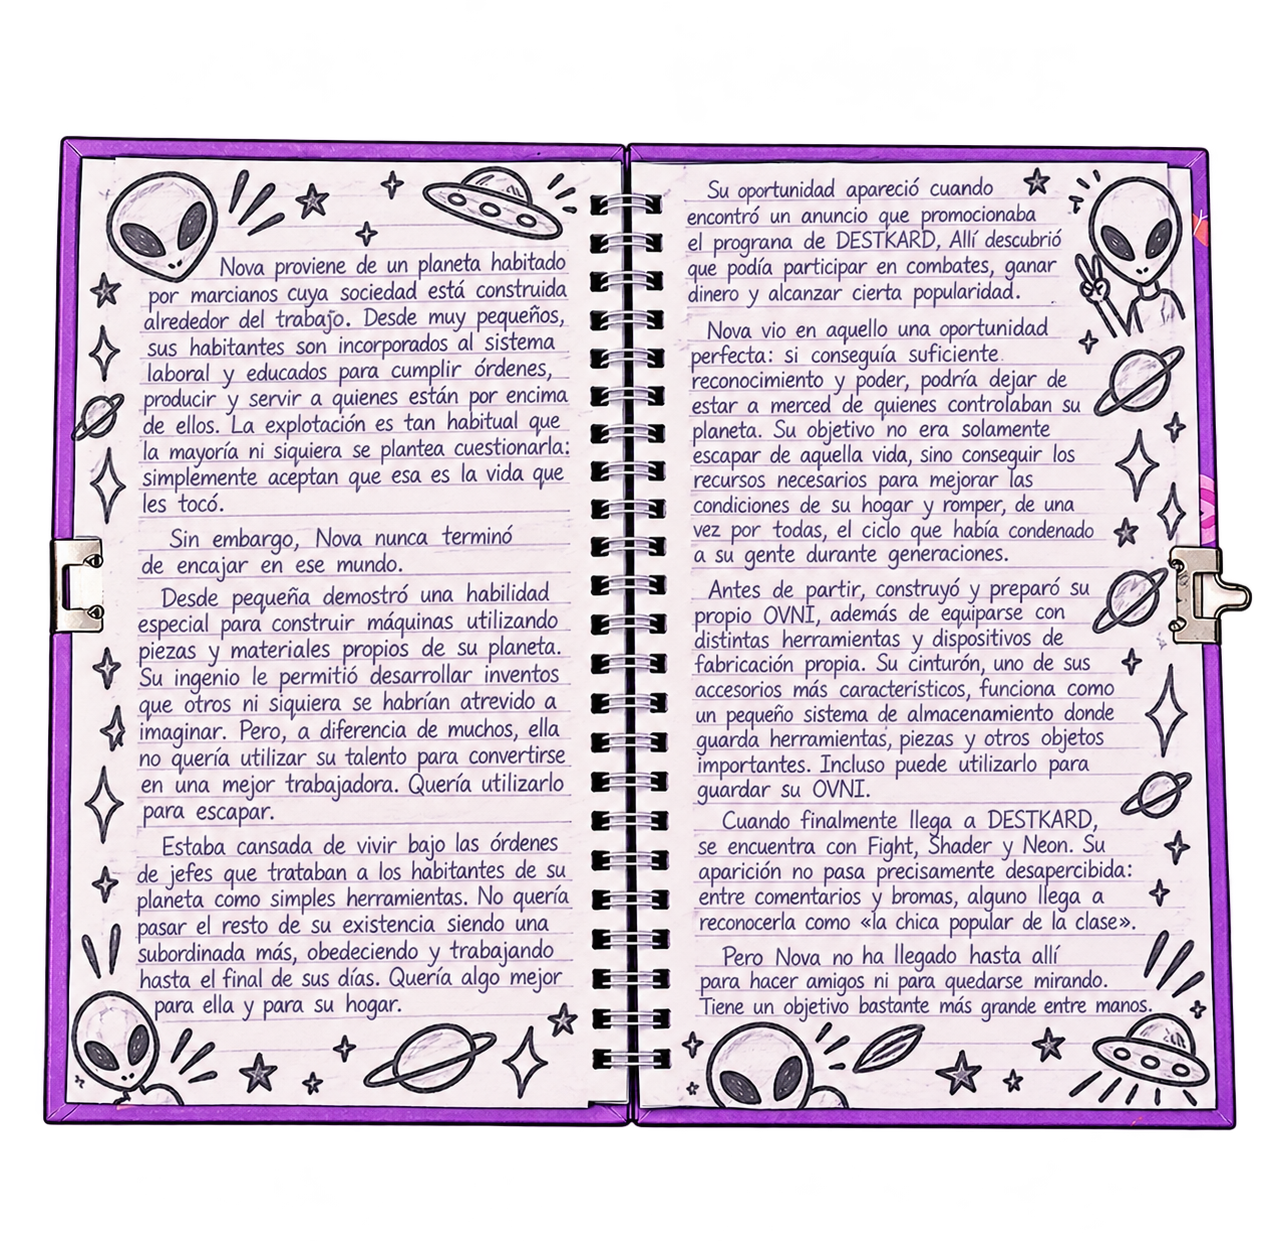 Nova proviene de un planeta habitado
por marcianos cuya sociedad está construida
alrededor del trabajo. Desde muy pequeños,
sus habitantes son incorporados al sistema
laboral y educados para cumplir órdenes,
producir y servir a quienes están por encima
de ellos. La explotación es tan habitual que
la mayoría ni siquiera se plantea cuestionarla:
simplemente aceptan que esa es la vida que
les tocó.
Sin embargo, Nova nunca terminó
de encajar en ese mundo.
Desde pequeña demostró una habilidad
especial para construir máquinas utilizando
piezas y materiales propios de su planeta.
Su ingenio le permitió desarrollar inventos
que otros ni siquiera se habrían atrevido a
imaginar. Pero, a diferencia de muchos, ella
no quería utilizar su talento para convertirse
en una mejor trabajadora. Quería utilizarlo
para escapar.
Estaba cansada de vivir bajo las órdenes
de jefes que trataban a los habitantes de su
planeta como simples herramientas. No quería
pasar el resto de su existencia siendo una
subordinada más, obedeciendo y trabajando
hasta el final de sus días. Quería algo mejor
para ella y para su hogar.
Su oportunidad apareció cuando
encontró un anuncio que promocionaba
el programa de DESTKARD, Allí descubrió
que podía participar en combates, ganar
dinero y alcanzar cierta popularidad.
Nova vio en aquello una oportunidad
perfecta: si conseguía suficiente
reconocimiento y poder, podría dejar de
estar a merced de quienes controlaban su
planeta. Su objetivo no era solamente
escapar de aquella vida, sino conseguir los
recursos necesarios para mejorar las
condiciones de su hogar y romper, de una
vez por todas, el ciclo que había condenado
a su gente durante generaciones.
Antes de partir, construyó y preparó su
propio OVNI, además de equiparse con
distintas herramientas y dispositivos de
fabricación propia. Su cinturón, uno de sus
accesorios más característicos, funciona como
un pequeño sistema de almacenamiento donde
guarda herramientas, piezas y otros objetos
importantes. Incluso puede utilizarlo para
guardar su OVNI.
Cuando finalmente llega a DESTKARD,
se encuentra con Fight, Shader y Neon. Su
aparición no pasa precisamente desapercibida:
entre comentarios y bromas, alguno llega a
reconocerla como «la chica popular de la clase».
Pero Nova no ha llegado hasta allí
para hacer amigos ni para quedarse mirando.
Tiene un objetivo bastante más grande entre manos.